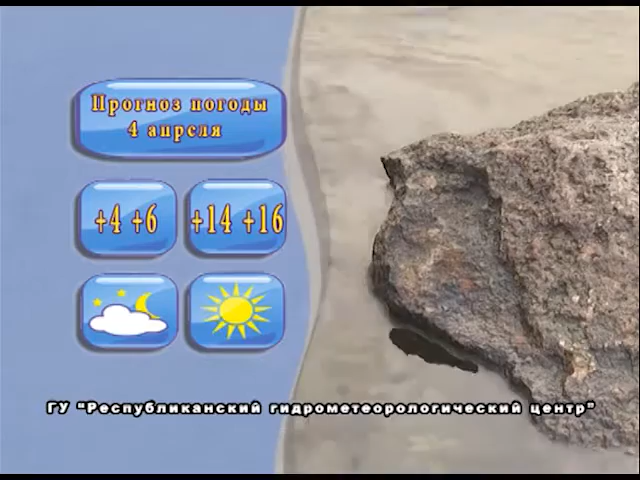 Прогноз погоды
4 апреля
+4 +6
+14 +16
ГУ "Республиканский гидрометеорологический центр"